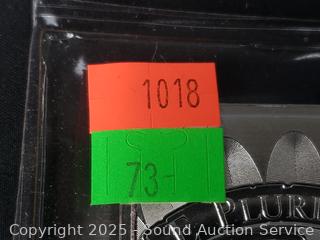 1018
73-
PLURI
Copyright 2025 - Sound Auction Service